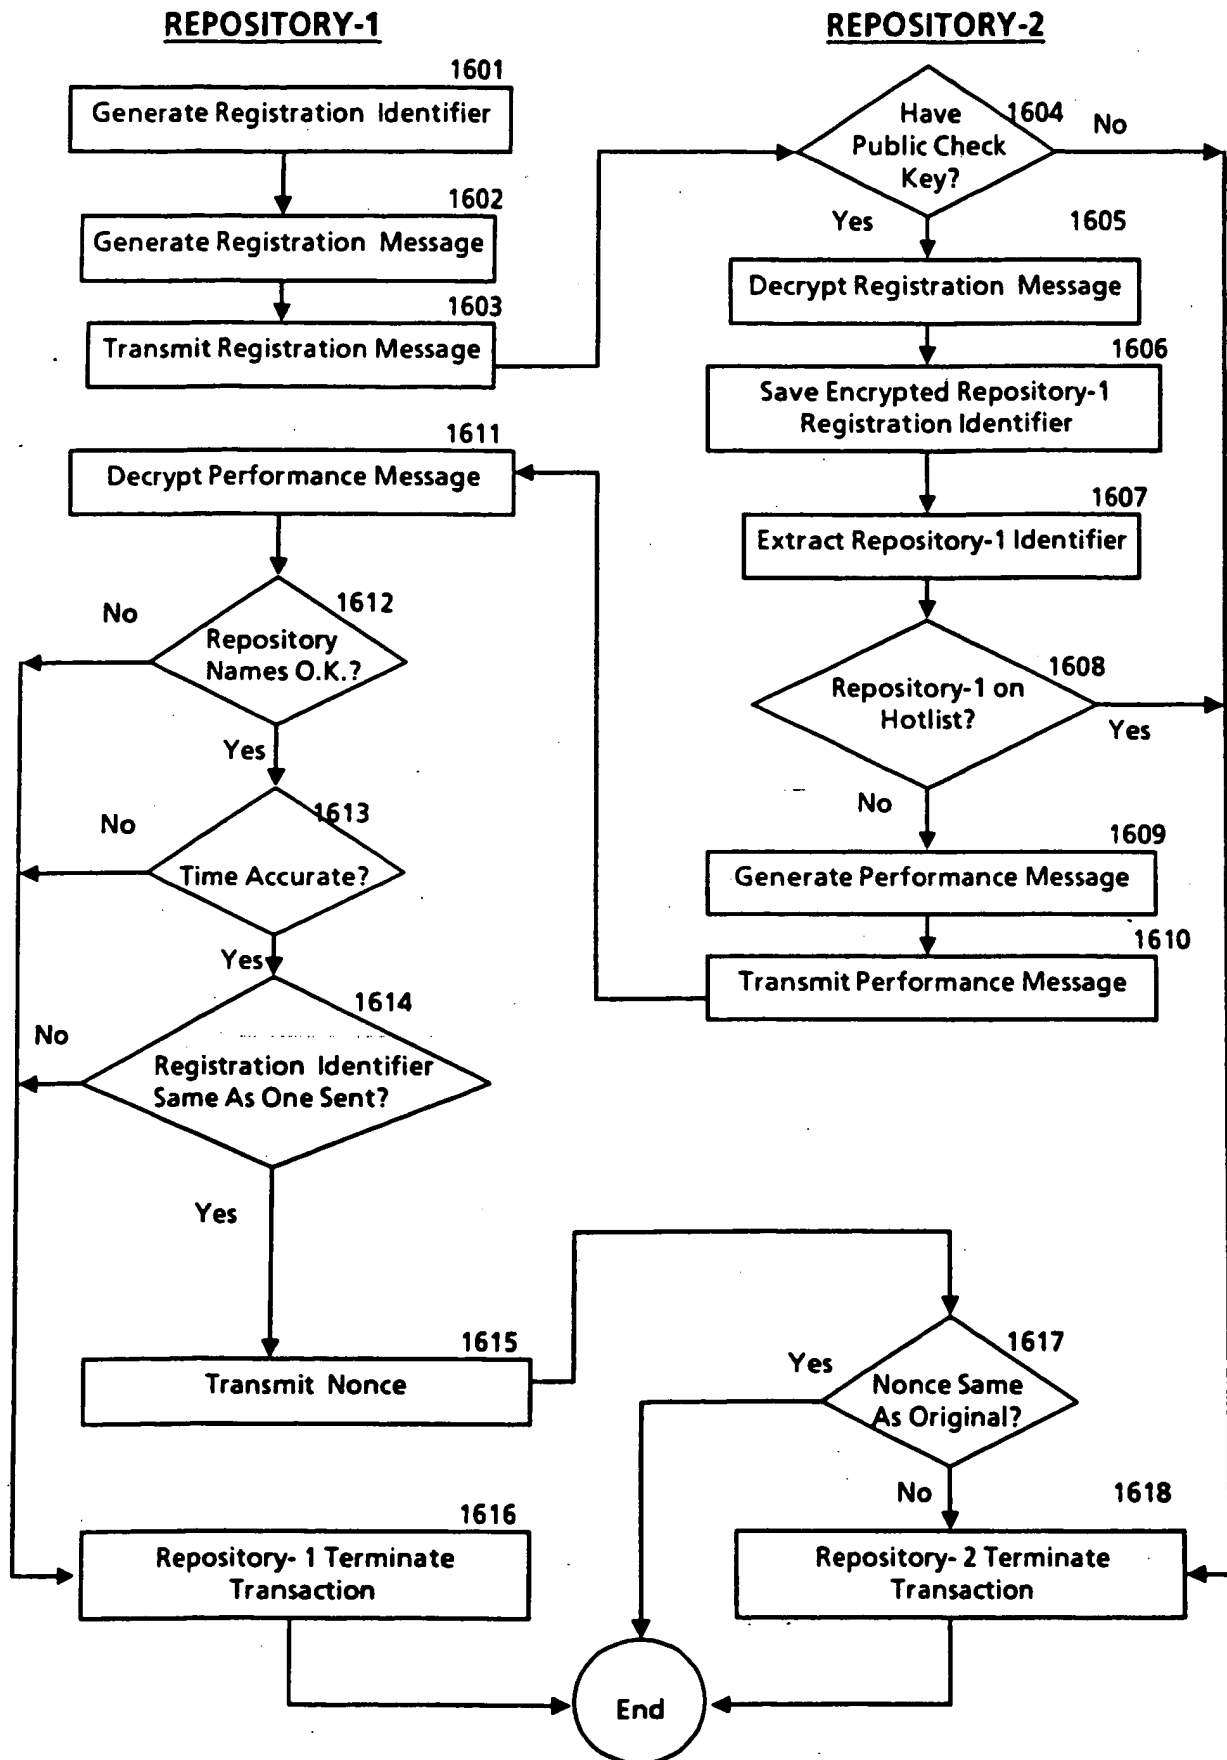 REPOSITORY-1
1601
Generate Registration Identifier
1602
Generate Registration Message
1603
Transmit Registration Message
1611
Decrypt Performance Message
1612
No
Repository
Names O.K.?
Yes
1613
No
Time Accurate?
Yes
1614
No
Registration Identifier
Same As One Sent?
Yes
1615
Transmit Nonce
1616
Repository- 1 Terminate
Transaction
REPOSITORY-2
1604
No
Have
Public Check
Key?
Yes
1605
Decrypt Registration Message
1606
Save Encrypted Repository-1
Registration Identifier
1607
Extract Repository-1 Identifier
1608
Repository-1 on
Hotlist?
Yes
No
1609
Generate Performance Message
1610
Transmit Performance Message
1617
Yes
Nonce Same
As Original?
No
1618
Repository- 2 Terminate
Transaction
End